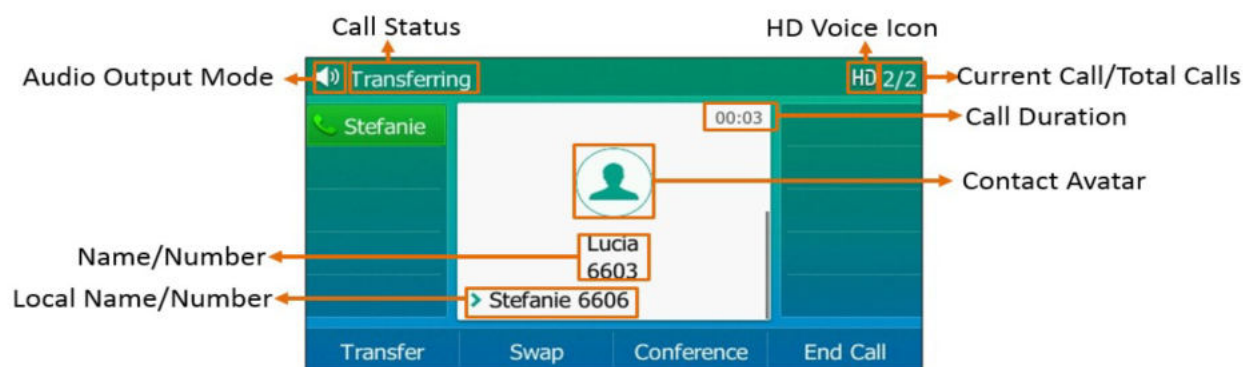 Call Status
HD Voice Icon
Audio Output Mode
Transferring
HD 2/2
Current Call/Total Calls
Stefanie
00:03
Call Duration
Contact Avatar
Name/Number
Lucia
6603
Local Name/Number
> Stefanie 6606
Transfer Swap Conference End Call